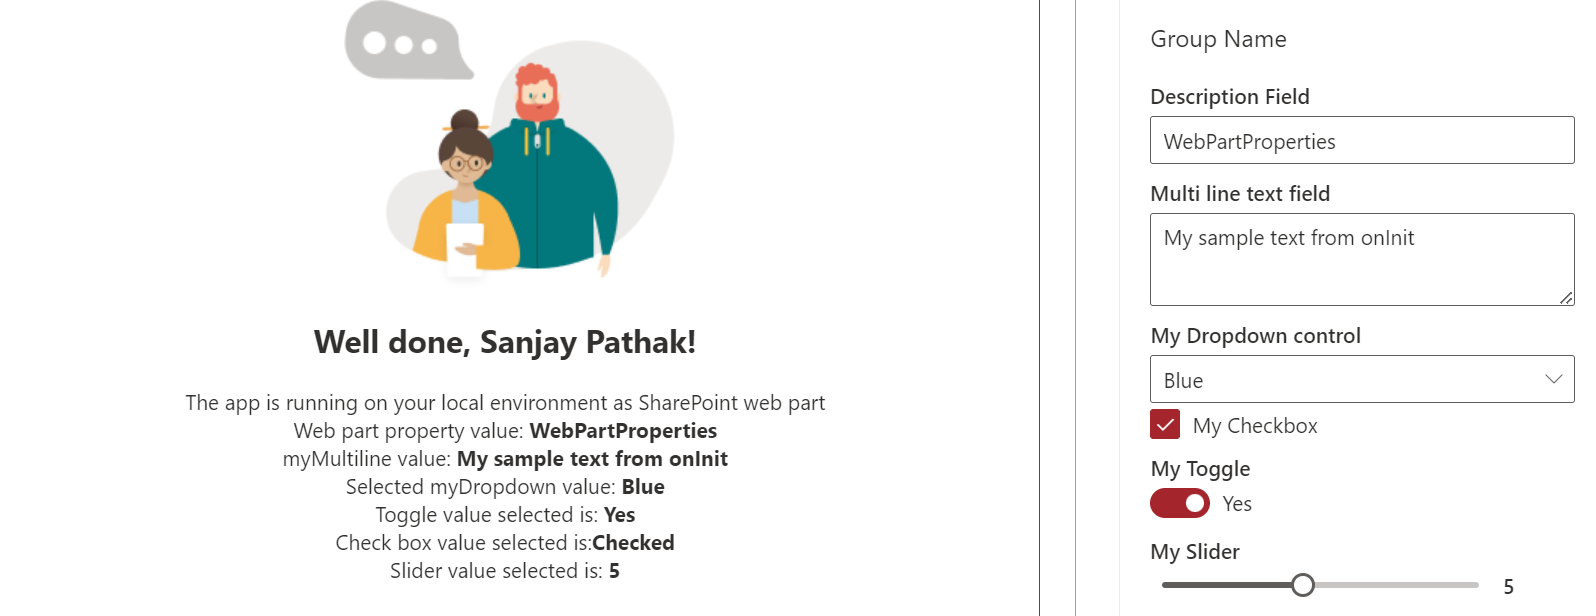 Well done, Sanjay Pathak!
The app is running on your local environment as SharePoint web part
Web part property value: WebPartProperties
myMultiline value: My sample text from onInit
Selected myDropdown value: Blue
Toggle value selected is: Yes
Check box value selected is:Checked
Slider value selected is: 5
Group Name
Description Field
WebPartProperties
Multi line text field
My sample text from onInit
My Dropdown control
Blue
My Checkbox
My Toggle
Yes
My Slider
5